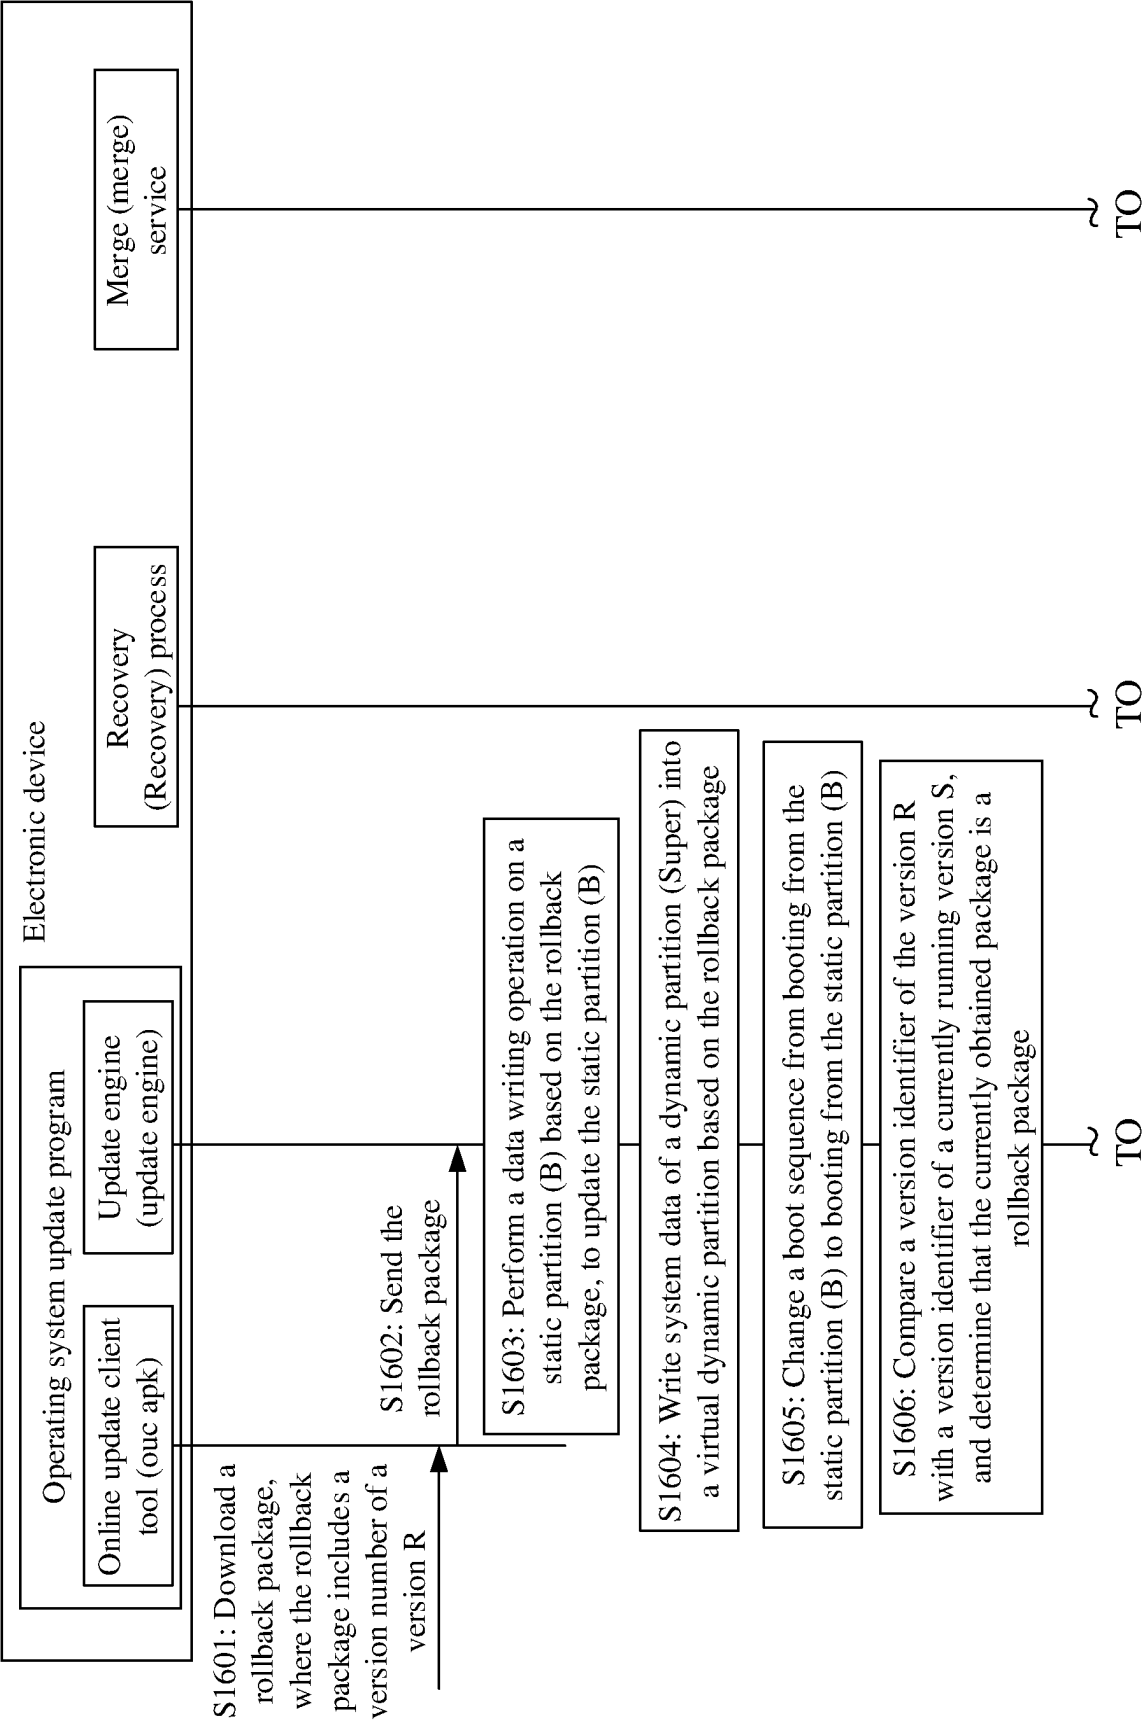 Electronic device
Operating system update program
Online update client
tool (ouc apk)
Update engine
(update engine)
Recovery
(Recovery) process
Merge (merge)
service
S1601: Download a
rollback package,
where the rollback
package includes a
version number of a
version R
S1602: Send the
rollback package
S1603: Perform a data writing operation on a
static partition (B) based on the rollback
package, to update the static partition (B)
S1604: Write system data of a dynamic partition (Super) into
a virtual dynamic partition based on the rollback package
S1605: Change a boot sequence from booting from the
static partition (B) to booting from the static partition (B)
S1606: Compare a version identifier of the version R
with a version identifier of a currently running version S,
and determine that the currently obtained package is a
rollback package
TO
TO
TO